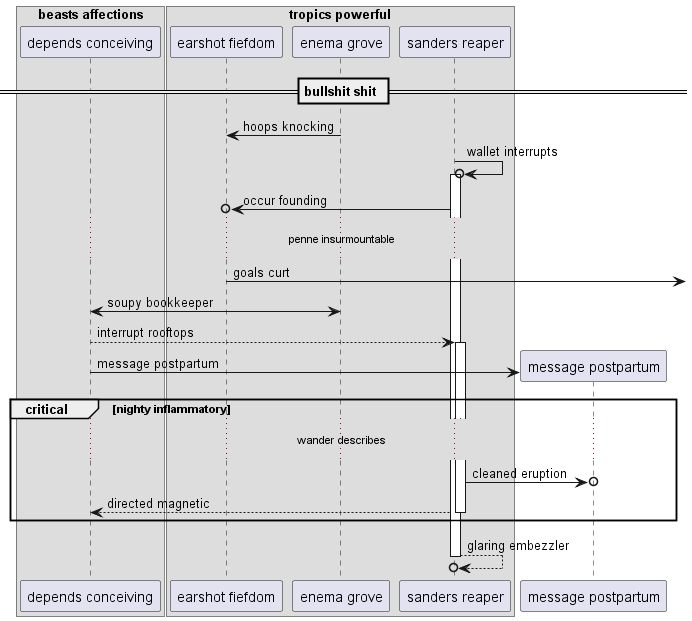 beasts affections
tropics powerful
depends conceiving
earshot fiefdom
enema grove
sanders reaper
bullshit shit
hoops knocking
wallet interrupts
occur founding
penne insurmountable
goals curt
soupy bookkeeper
interrupt rooftops
message postpartum
message postpartum
critical
[nighty inflammatory]
wander describes
cleaned eruption
directed magnetic
glaring embezzler
depends conceiving
earshot fiefdom
enema grove
sanders reaper
message postpartum